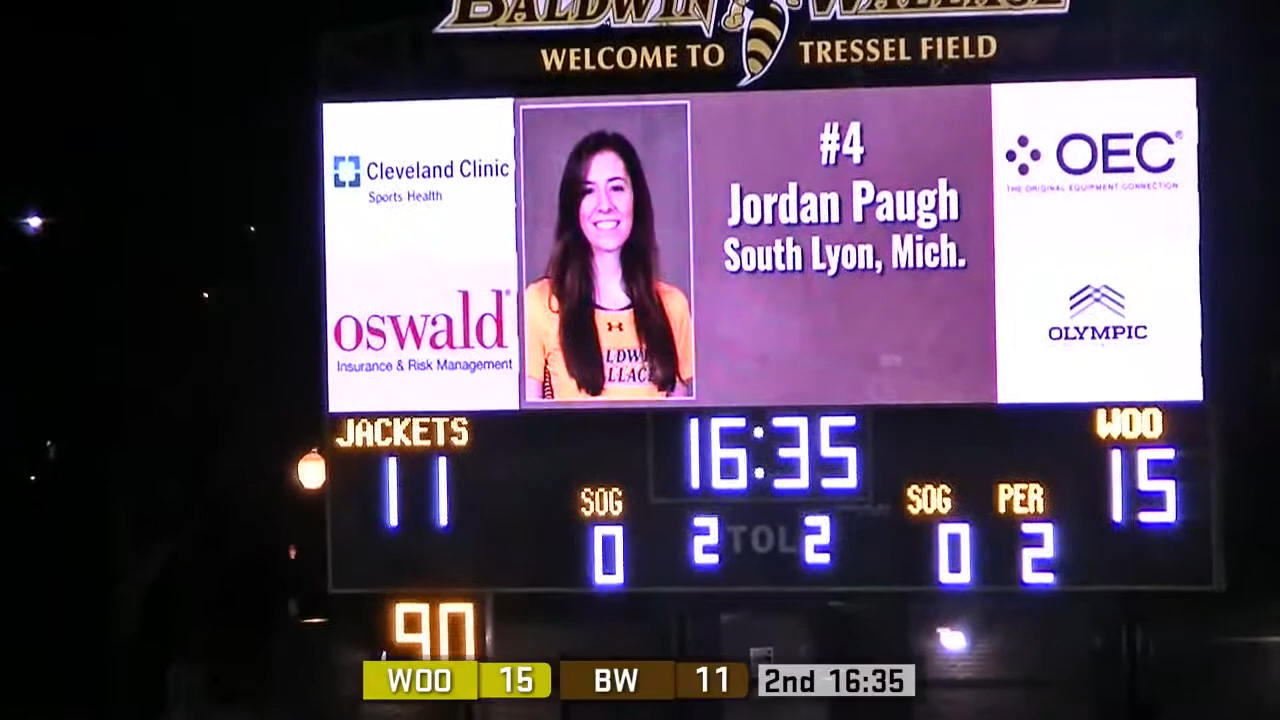 BALDWIN WALLACE
WELCOME TO TRESSEL FIELD
Cleveland Clinic
Sports Health
oswald
Insurance & Risk Management
#4
Jordan Paugh
South Lyon, Mich.
OEC®
THE ORIGINAL EQUIPMENT CONNECTION
OLYMPIC
JACKETS
11
16:35
WOO
15
SOG
0
2 TOL 2
SOG
0
PER
2
90
WOO 15 BW 11 2nd 16:35